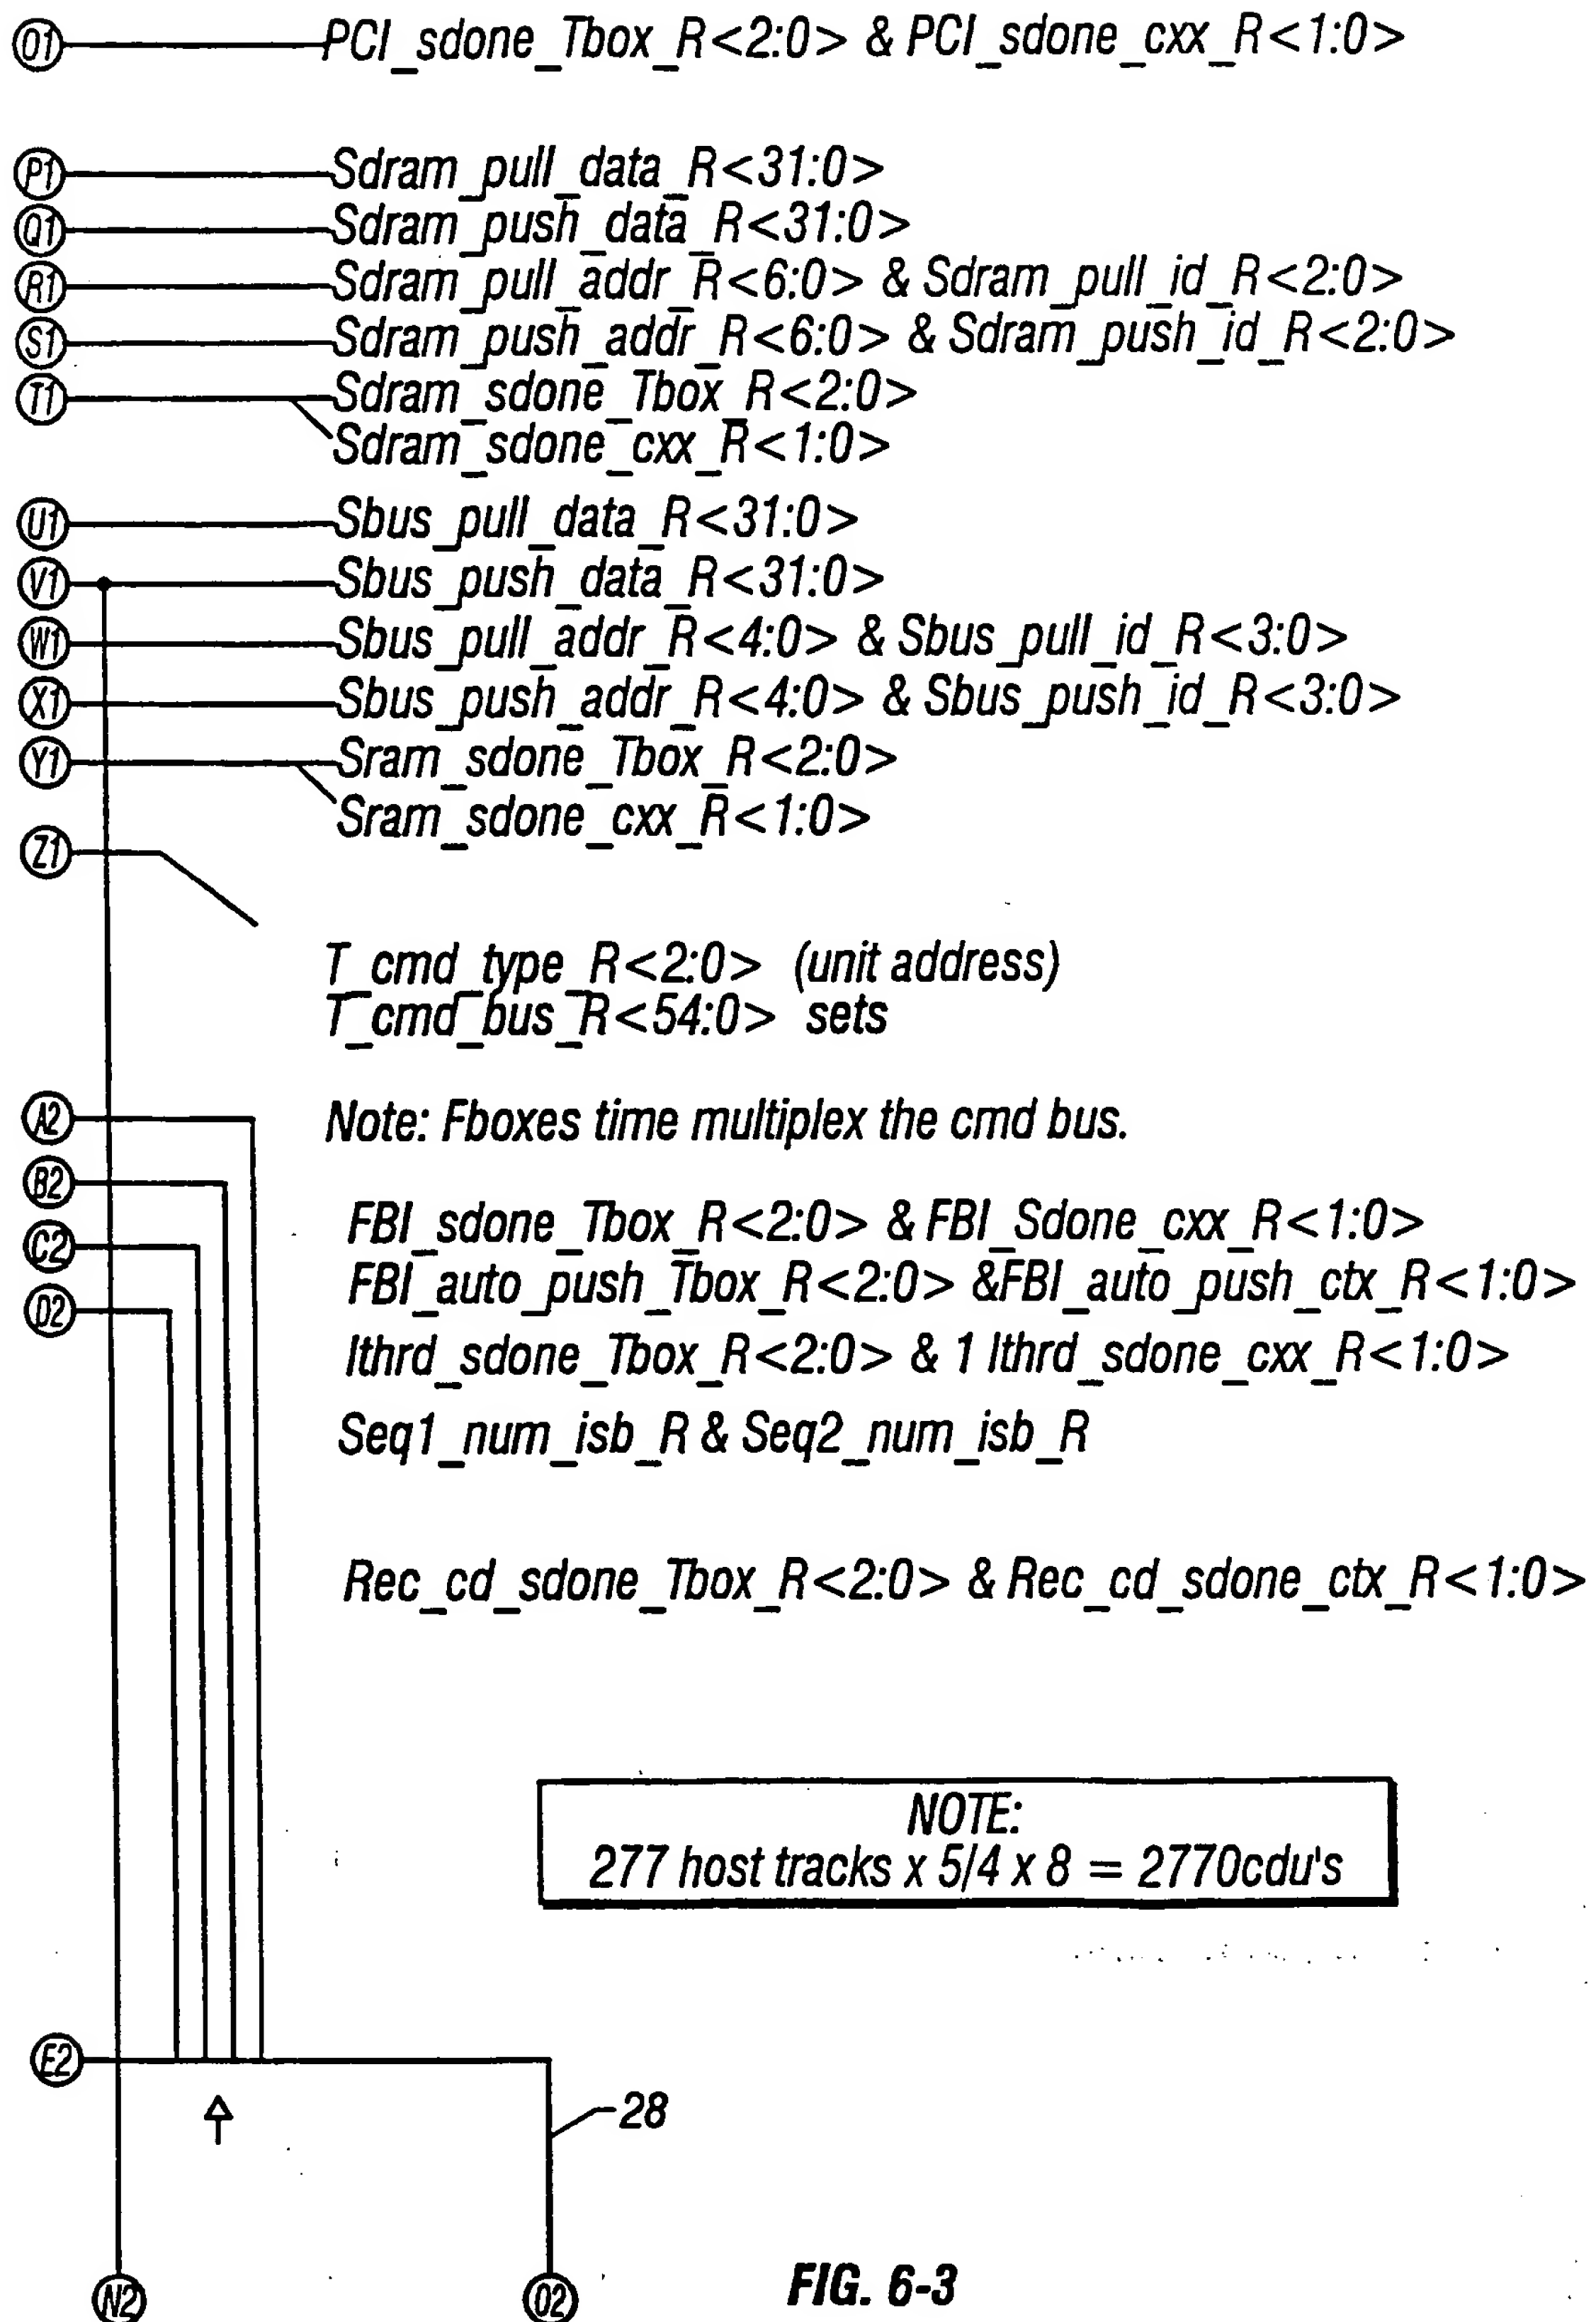 O1 PCI_sdone_Tbox_R<2:0> & PCI_sdone_cxx_R<1:0>
P1 Sdram_pull_data_R<31:0>
Q1 Sdram_push_data_R<31:0>
R1 Sdram_pull_addr_R<6:0> & Sdram_pull_id_R<2:0>
S1 Sdram_push_addr_R<6:0> & Sdram_push_id_R<2:0>
T1 Sdram_sdone_Tbox_R<2:0>
Sdram_sdone_cxx_R<1:0>
U1 Sbus_pull_data_R<31:0>
V1 Sbus_push_data_R<31:0>
W1 Sbus_pull_addr_R<4:0> & Sbus_pull_id_R<3:0>
X1 Sbus_push_addr_R<4:0> & Sbus_push_id_R<3:0>
Y1 Sram_sdone_Tbox_R<2:0>
Sram_sdone_cxx_R<1:0>
Z1
T_cmd_type_R<2:0> (unit address)
T_cmd_bus_R<54:0> sets
A2 Note: Fboxes time multiplex the cmd bus.
B2
FBI_sdone_Tbox_R<2:0> & FBI_Sdone_cxx_R<1:0>
C2
FBI_auto_push_Tbox_R<2:0> &FBI_auto_push_ctx_R<1:0>
D2
Ithrd_sdone_Tbox_R<2:0> & 1 Ithrd_sdone_cxx_R<1:0>
Seq1_num_isb_R & Seq2_num_isb_R
Rec_cd_sdone_Tbox_R<2:0> & Rec_cd_sdone_ctx_R<1:0>
NOTE:
277 host tracks x 5/4 x 8 = 2770cdu's
E2
28
N2 O2
FIG. 6-3